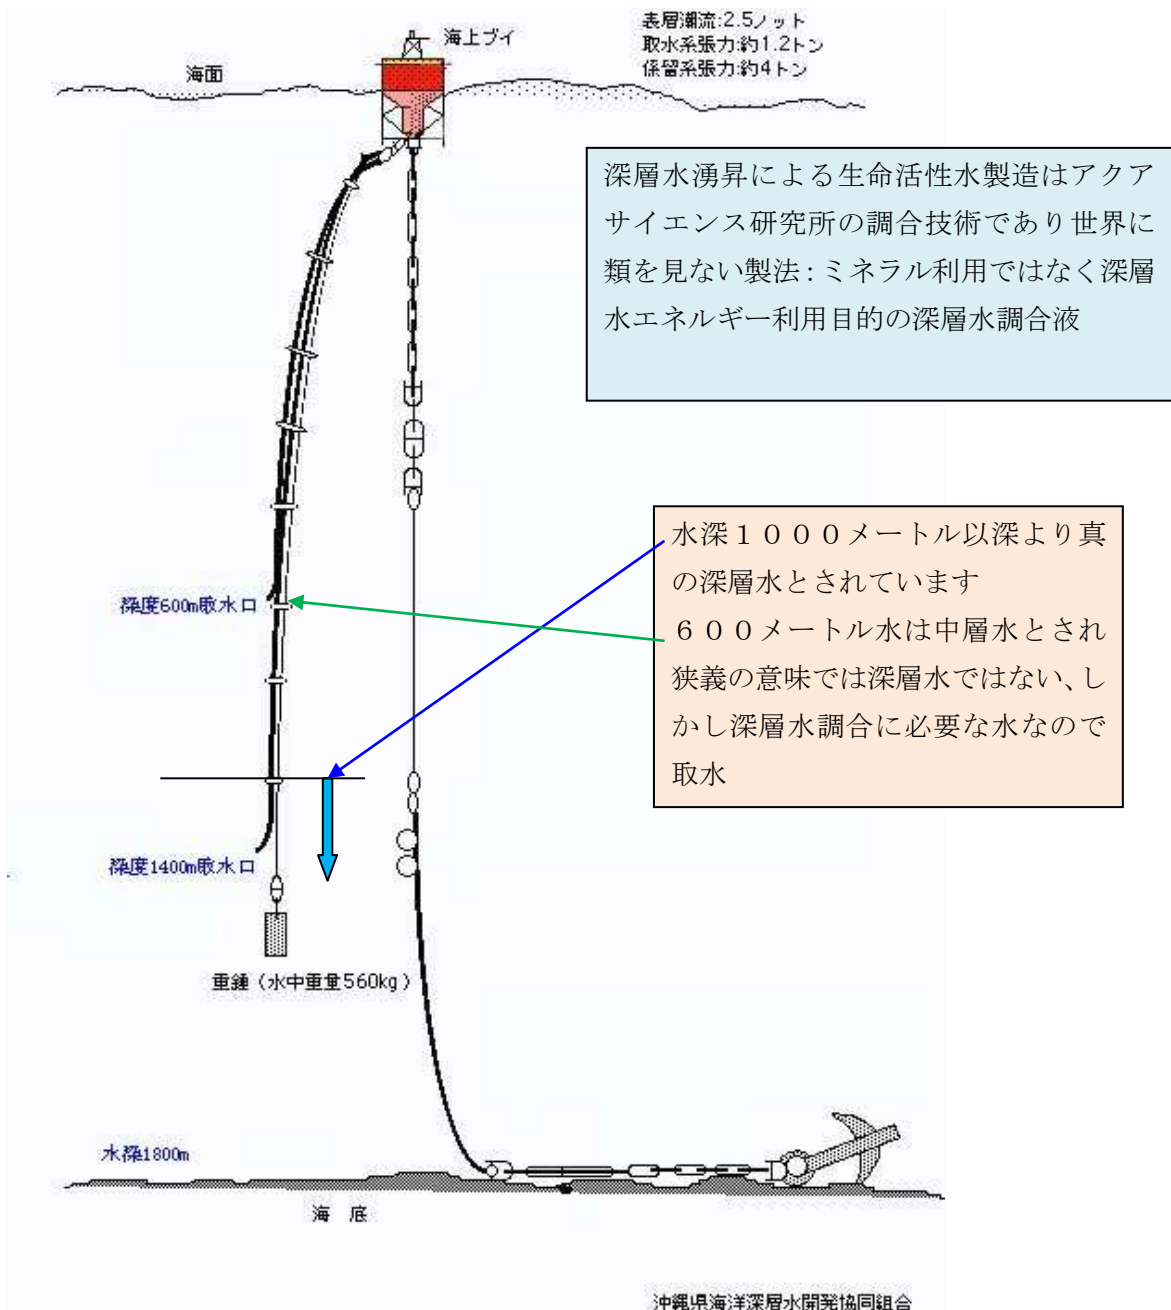 表層潮流:2.5ノット
取水系張力:約1.2トン
係留系張力:約4トン
海上ブイ
海面
深層水湧昇による生命活性水製造はアクア
サイエンス研究所の調合技術であり世界に
類を見ない製法:ミネラル利用ではなく深層
水エネルギー利用目的の深層水調合液
水深1000メートル以深より真
の深層水とされています
600メートル水は中層水とされ
狭義の意味では深層水ではない、し
かし深層水調合に必要な水なので
取水
深度600m取水口
深度1400m取水口
重錘(水中重量560kg)
水深1800m
海 底
沖縄県海洋深層水開発協同組合